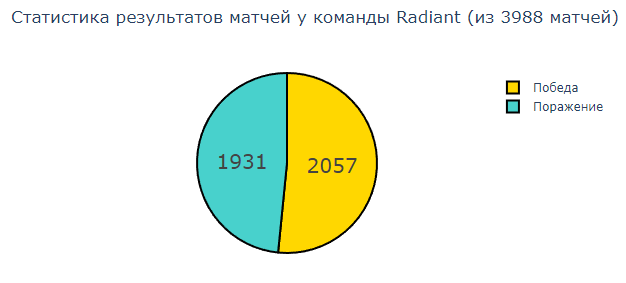 Статистика результатов матчей у команды Radiant (из 3988 матчей)
Победа
Поражение
1931
2057